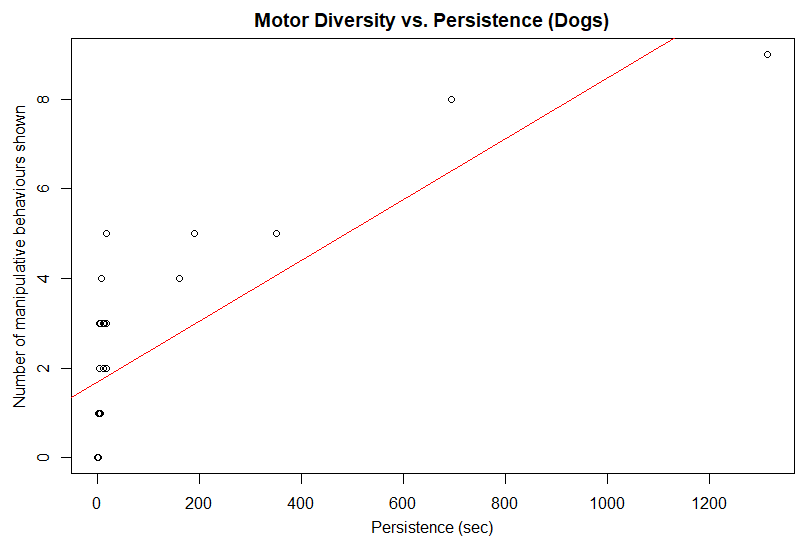 Motor Diversity vs. Persistence (Dogs)
Number of manipulative behaviours shown
8
6
4
2
0
0 200 400 600 800 1000 1200
Persistence (sec)